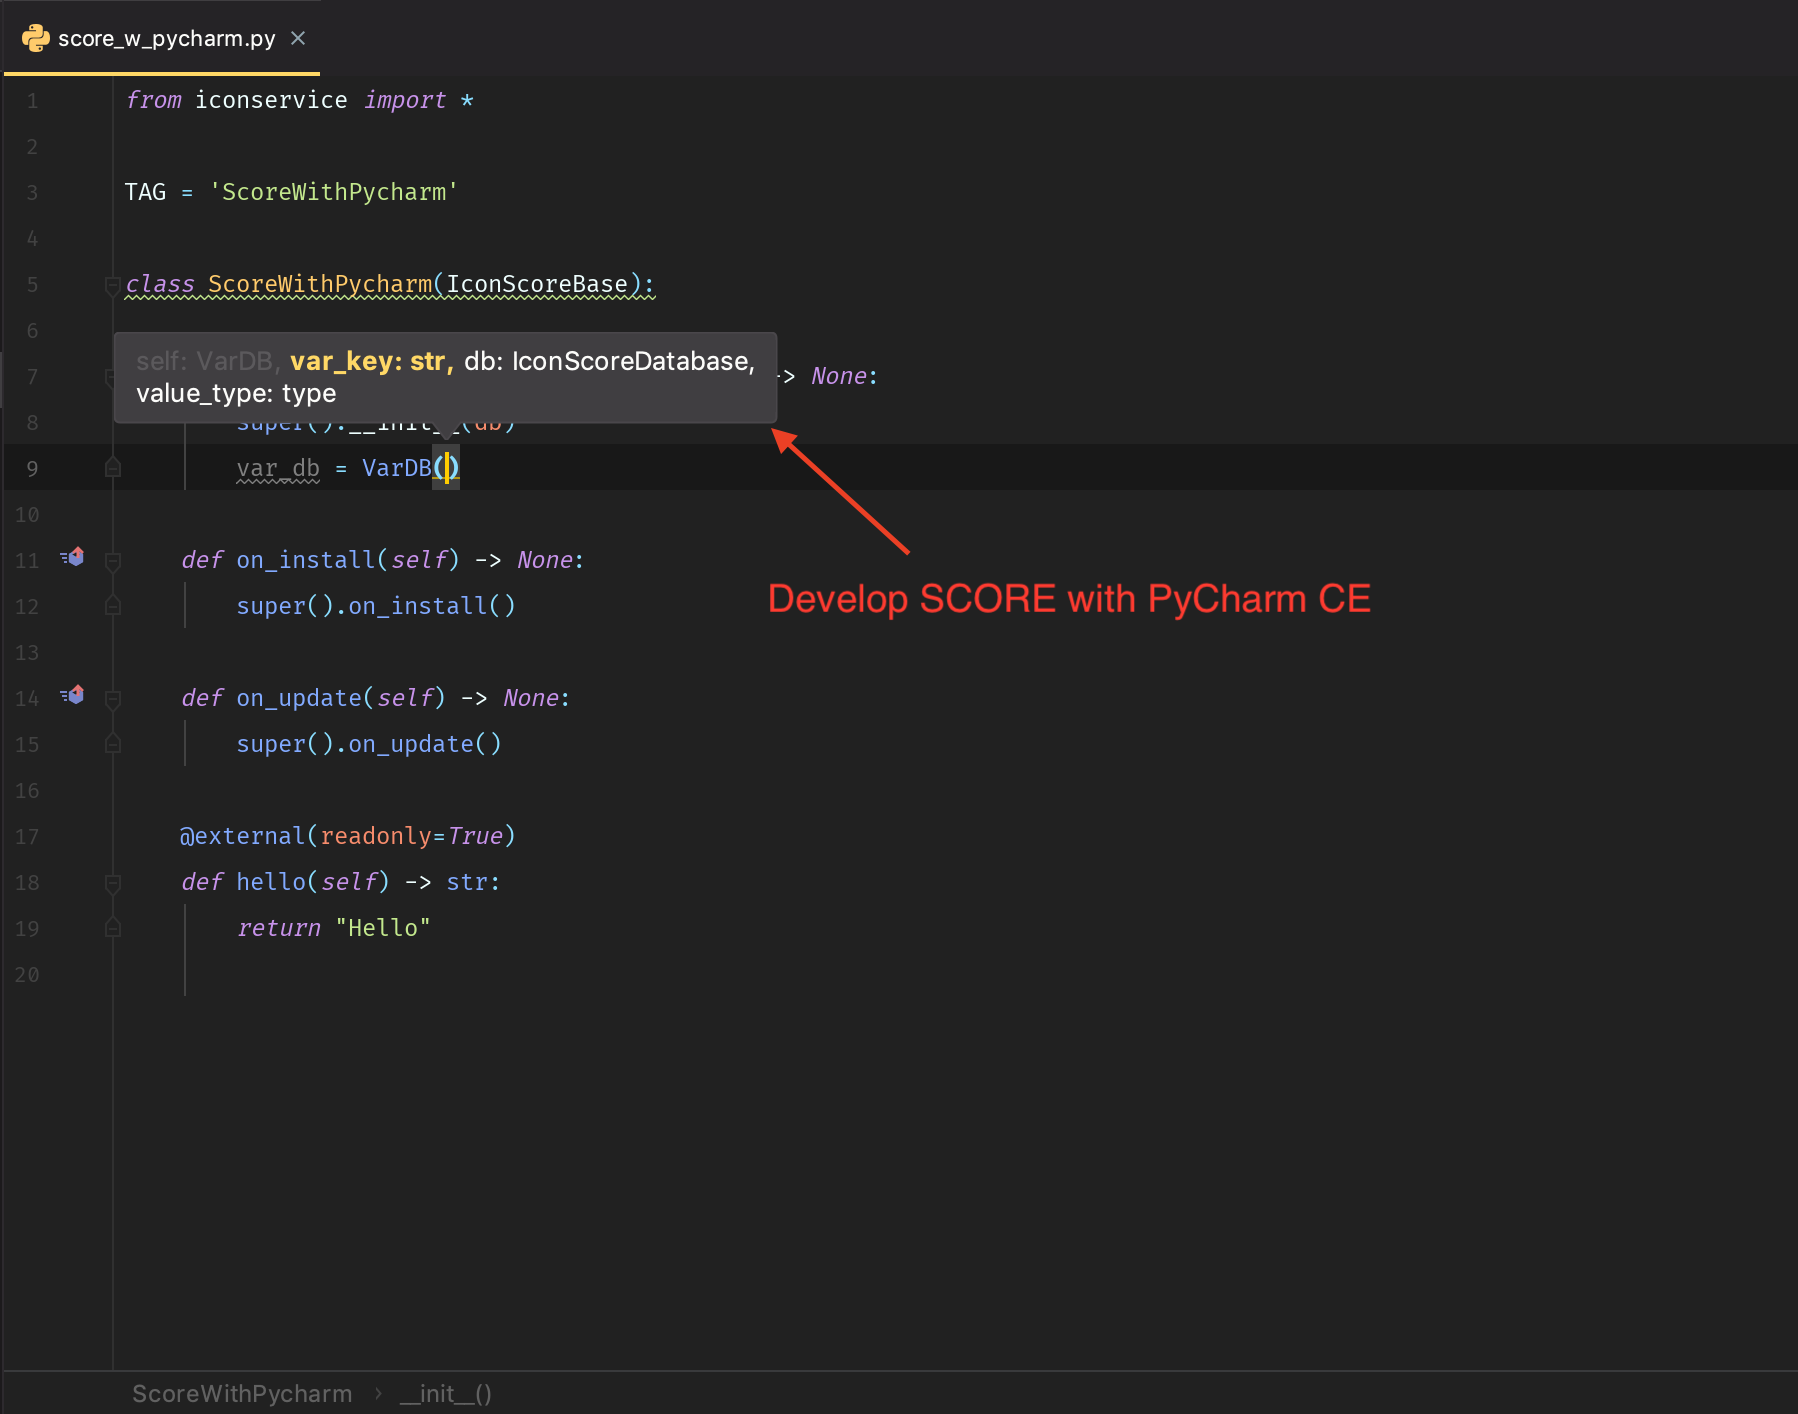 score_w_pycharm.py
1 from iconservice import *
2
3 TAG = 'ScoreWithPycharm'
4
5 class ScoreWithPycharm(IconScoreBase):
6
self: VarDB, var_key: str, db: IconScoreDatabase,
value_type: type
7 -> None:
8 super().__init__(db)
9 var_db = VarDB()
10
11 def on_install(self) -> None:
12 super().on_install()
Develop SCORE with PyCharm CE
13
14 def on_update(self) -> None:
15 super().on_update()
16
17 @external(readonly=True)
18 def hello(self) -> str:
19 return "Hello"
20
ScoreWithPycharm › __init__()